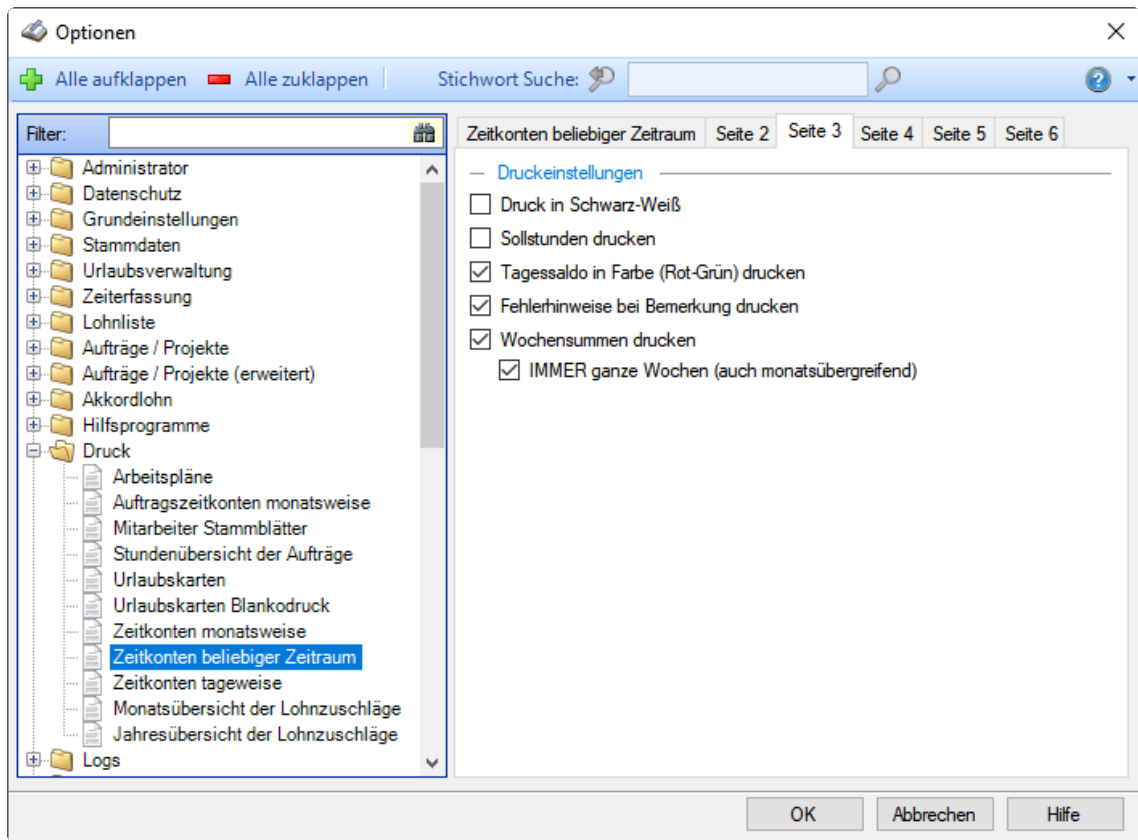 Optionen
Alle aufklappen Alle zuklappen Stichwort Suche:
Filter:
Administrator
Datenschutz
Grundeinstellungen
Stammdaten
Urlaubsverwaltung
Zeiterfassung
Lohnliste
Aufträge / Projekte
Aufträge / Projekte (erweitert)
Akkordlohn
Hilfsprogramme
Druck
Arbeitspläne
Auftragszeitkonten monatsweise
Mitarbeiter Stammblätter
Stundenübersicht der Aufträge
Urlaubskarten
Urlaubskarten Blankodruck
Zeitkonten monatsweise
Zeitkonten beliebiger Zeitraum
Zeitkonten tageweise
Monatsübersicht der Lohnzuschläge
Jahresübersicht der Lohnzuschläge
Logs
Zeitkonten beliebiger Zeitraum Seite 2 Seite 3 Seite 4 Seite 5 Seite 6
Druckeinstellungen
Druck in Schwarz-Weiß
Sollstunden drucken
Tagessaldo in Farbe (Rot-Grün) drucken
Fehlerhinweise bei Bemerkung drucken
Wochensummen drucken
IMMER ganze Wochen (auch monatsübergreifend)
OK Abbrechen Hilfe